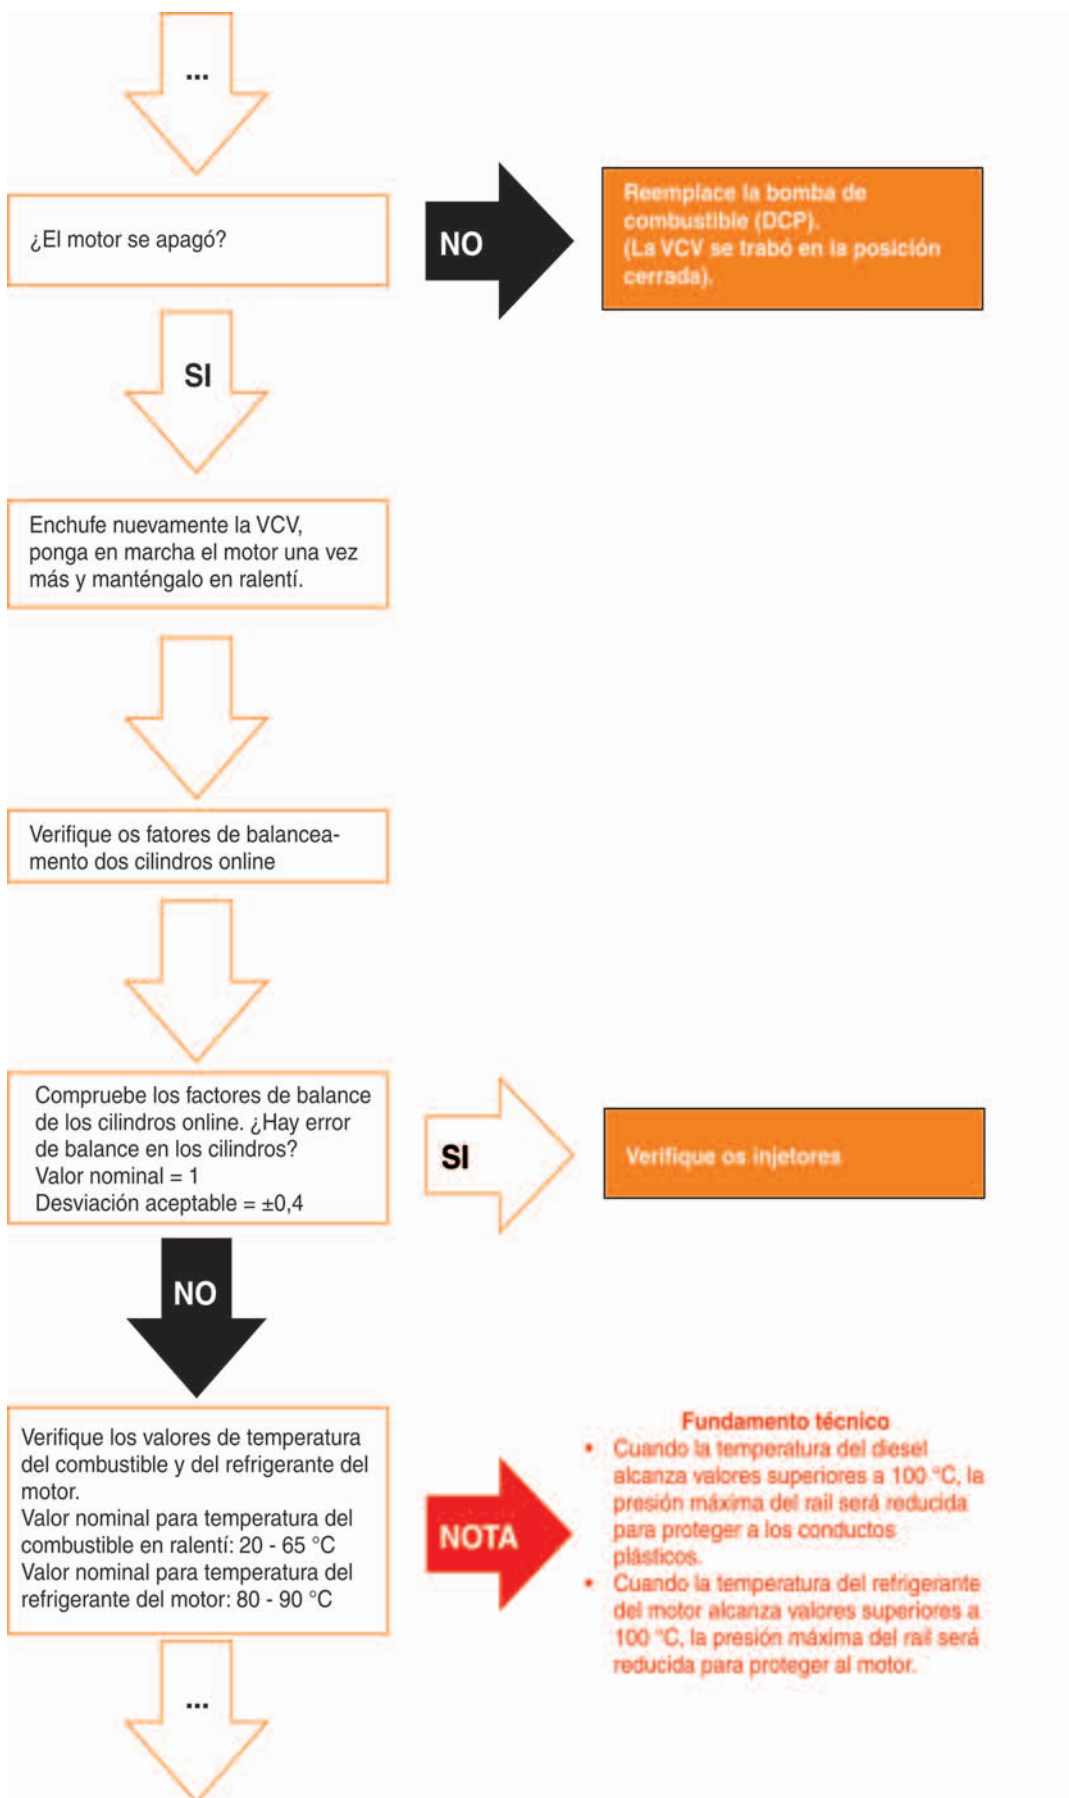 ...
¿El motor se apagó?
NO
Reemplace la bomba de
combustible (DCP).
(La VCV se trabó en la posición
cerrada).
SI
Enchufe nuevamente la VCV,
ponga en marcha el motor una vez
más y manténgalo en ralentí.
Verifique os fatores de balancea-
mento dos cilindros online
Compruebe los factores de balance
de los cilindros online. ¿Hay error
de balance en los cilindros?
Valor nominal = 1
Desviación aceptable = ±0,4
SI
Verifique os injetores
NO
Verifique los valores de temperatura
del combustible y del refrigerante del
motor.
Valor nominal para temperatura del
combustible en ralentí: 20 - 65 °C
Valor nominal para temperatura del
refrigerante del motor: 80 - 90 °C
NOTA
Fundamento técnico
• Cuando la temperatura del diesel
alcanza valores superiores a 100 °C, la
presión máxima del rail será reducida
para proteger a los conductos
plásticos.
• Cuando la temperatura del refrigerante
del motor alcanza valores superiores a
100 °C, la presión máxima del rail será
reducida para proteger al motor.
...